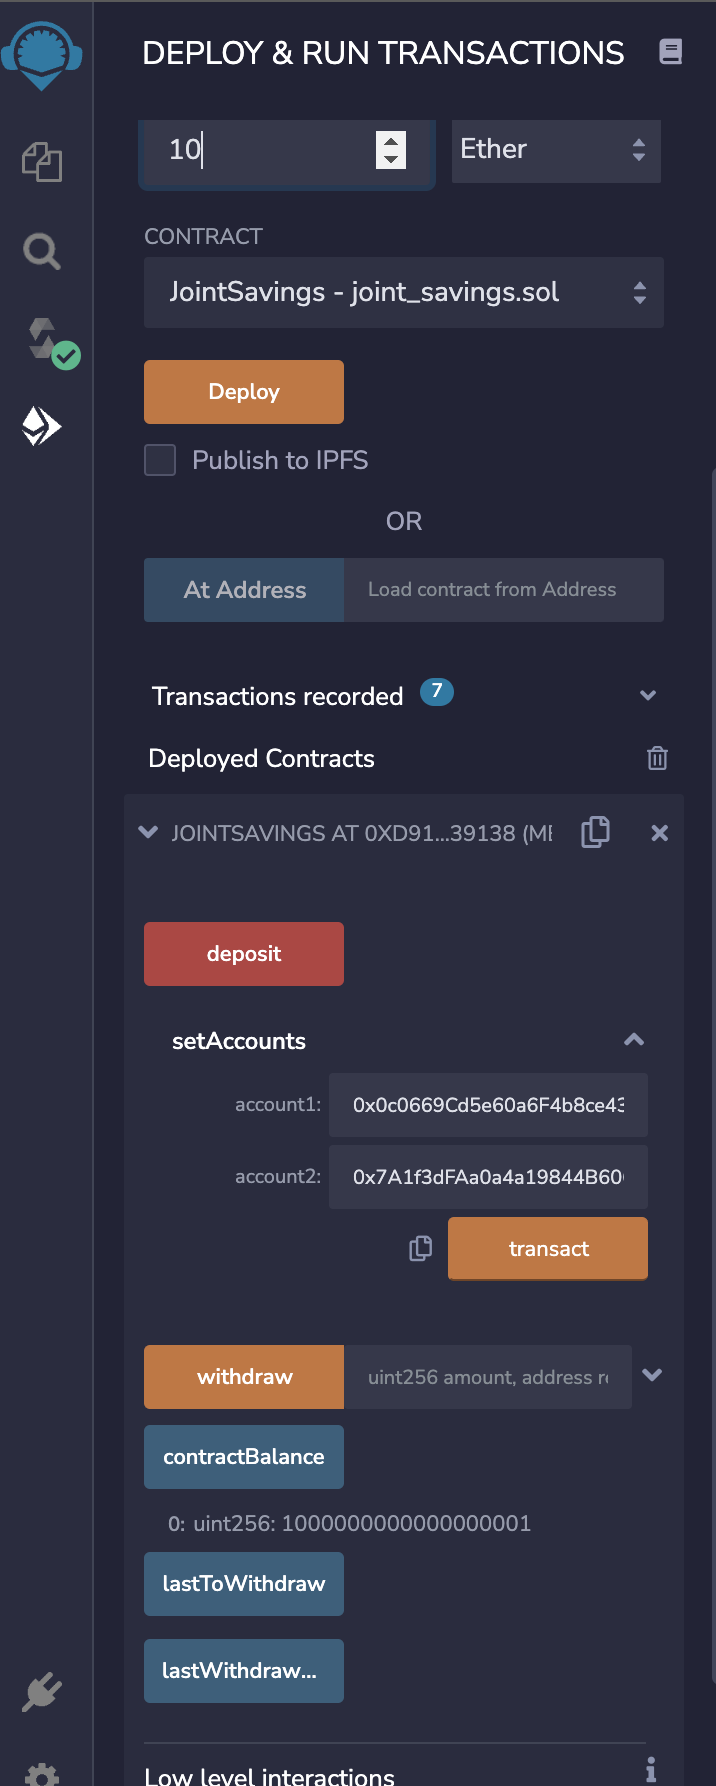 DEPLOY & RUN TRANSACTIONS
10
Ether
CONTRACT
JointSavings - joint_savings.sol
Deploy
Publish to IPFS
OR
At Address
Load contract from Address
Transactions recorded 7
Deployed Contracts
JOINTSAVINGS AT 0XD91...39138 (ME
deposit
setAccounts
account1: 0x0c0669Cd5e60a6F4b8ce43
account2: 0x7A1f3dFAa0a4a19844B60
transact
withdraw
uint256 amount, address re
contractBalance
0: uint256: 1000000000000000001
lastToWithdraw
lastWithdraw...
Low level interactions